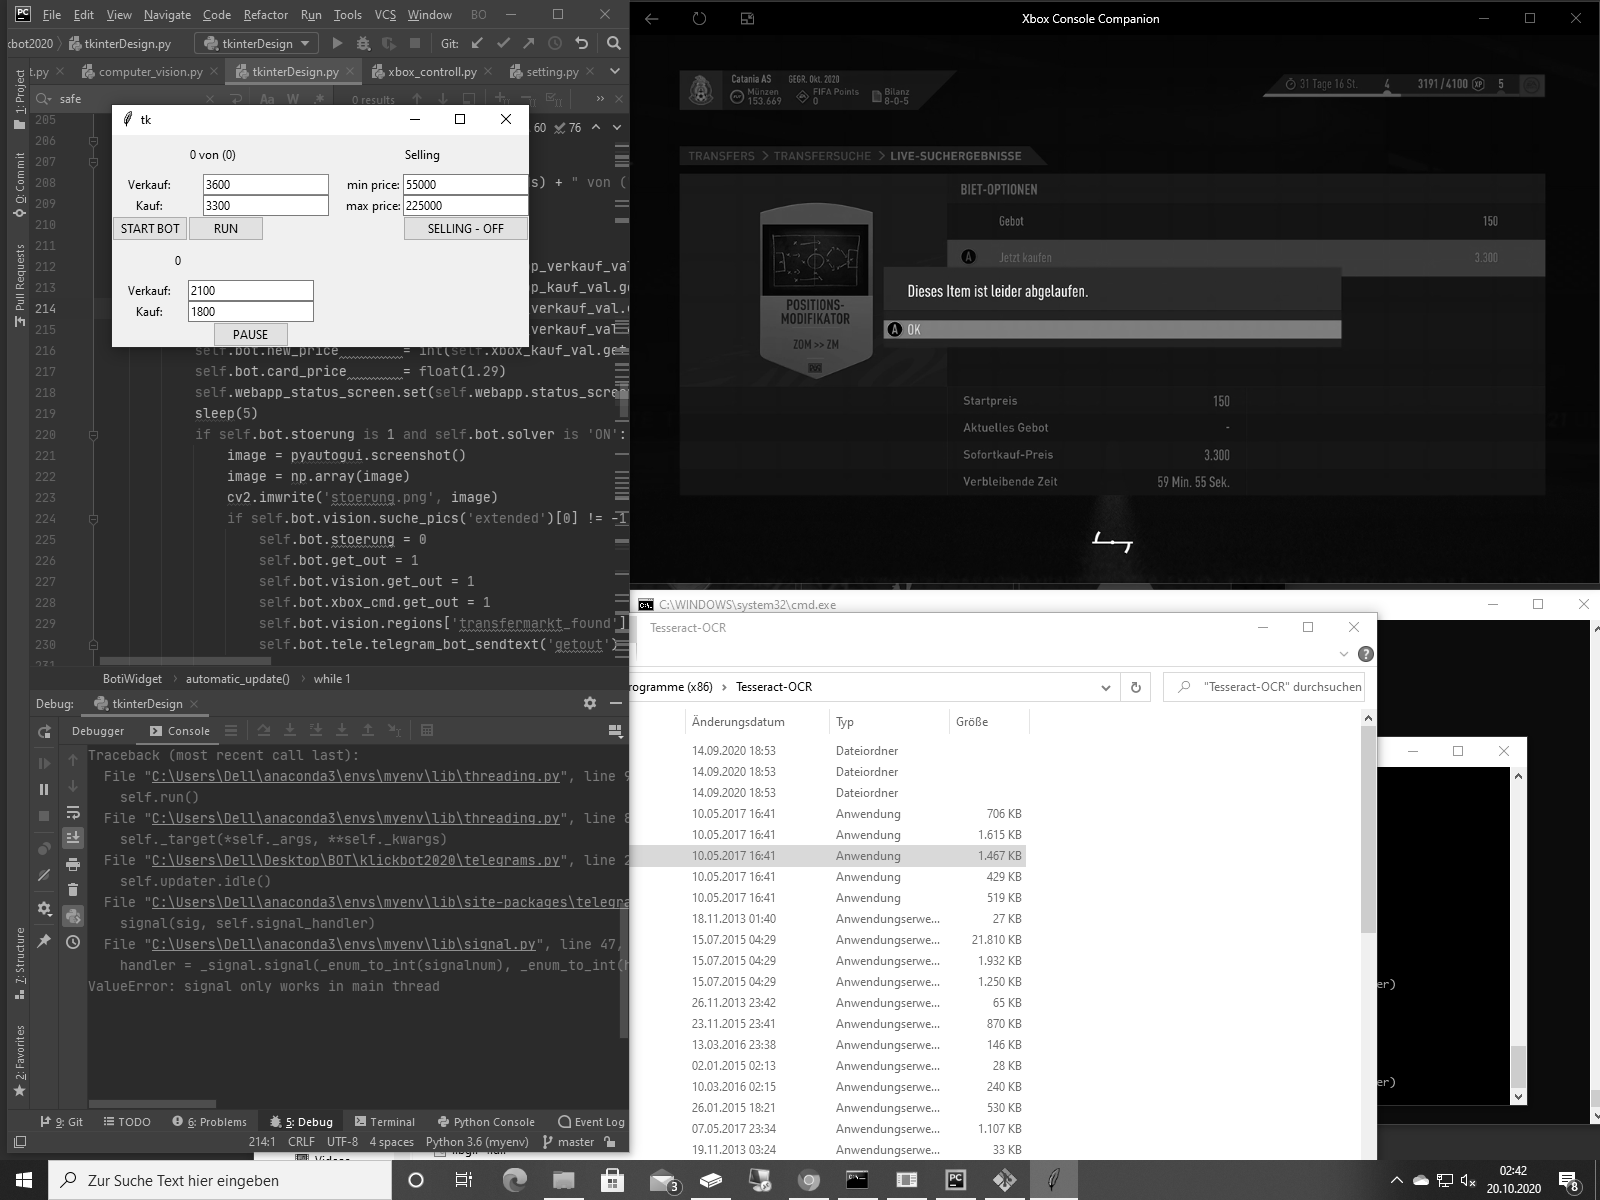 File Edit View Navigate Code Refactor Run Tools VCS Window BO
kbot2020 tkinterDesign.py tkinterDesign Git:
t.py computer_vision.py tkinterDesign.py xbox_controll.py setting.py
safe Aa W .* 0 results
60 76
tk
0 von (0) Selling
Verkauf: 3600 min price: 55000
Kauf: 3300 max price: 225000
START BOT RUN SELLING - OFF
0
Verkauf: 2100
Kauf: 1800
PAUSE
1: Project
0: Commit
Pull Requests
7: Structure
2: Favorites
205
206
207
208 s) + " von (
209
210
211
212 p_verkauf_val
213 p_kauf_val.ge
214 verkauf_val.
215 verkauf_val
216 self.bot.new_price________= int(self.xbox_kauf_val.get
217 self.bot.card_price_______= float(1.29)
218 self.webapp_status_screen.set(self.webapp.status_scree
219 sleep(5)
220 if self.bot.stoerung is 1 and self.bot.solver is 'ON':
221 image = pyautogui.screenshot()
222 image = np.array(image)
223 cv2.imwrite('stoerung.png', image)
224 if self.bot.vision.suche_pics('extended')[0] != -1
225 self.bot.stoerung = 0
226 self.bot.get_out = 1
227 self.bot.vision.get_out = 1
228 self.bot.xbox_cmd.get_out = 1
229 self.bot.vision.regions['transfermarkt_found']
230 self.bot.tele.telegram_bot_sendtext('getout')
231
BotiWidget automatic_update() while 1
Debug: tkinterDesign
Debugger Console
Traceback (most recent call last):
File "C:\Users\Dell\anaconda3\envs\myenv\lib\threading.py", line 9
self.run()
File "C:\Users\Dell\anaconda3\envs\myenv\lib\threading.py", line 8
self._target(*self._args, **self._kwargs)
File "C:\Users\Dell\Desktop\BOT\klickbot2020\telegrams.py", line 2
self.updater.idle()
File "C:\Users\Dell\anaconda3\envs\myenv\lib\site-packages\telegra
signal(sig, self.signal_handler)
File "C:\Users\Dell\anaconda3\envs\myenv\lib\signal.py", line 47,
handler = _signal.signal(_enum_to_int(signalnum), _enum_to_int(h
ValueError: signal only works in main thread
9: Git TODO 6: Problems 5: Debug Terminal Python Console Event Log
214:1 CRLF UTF-8 4 spaces Python 3.6 (myenv) master
Xbox Console Companion
Catania AS GEGR. Okt. 2020
Münzen 153.669 FIFA Points 0 Bilanz 8-0-5
31 Tage 16 St. 4 3191/4100 XP 5
TRANSFERS > TRANSFERSUCHE > LIVE-SUCHERGEBNISSE
POSITIONS-
MODIFIKATOR
ZOM >> ZM
BIET-OPTIONEN
Gebot 150
A Jetzt kaufen 3.300
Dieses Item ist leider abgelaufen.
A OK
Startpreis 150
Aktuelles Gebot -
Sofortkauf-Preis 3.300
Verbleibende Zeit 59 Min. 55 Sek.
C:\WINDOWS\system32\cmd.exe
Tesseract-OCR
rogramme (x86) > Tesseract-OCR "Tesseract-OCR" durchsuchen
Änderungsdatum Typ Größe
14.09.2020 18:53 Dateiordner
14.09.2020 18:53 Dateiordner
14.09.2020 18:53 Dateiordner
10.05.2017 16:41 Anwendung 706 KB
10.05.2017 16:41 Anwendung 1.615 KB
10.05.2017 16:41 Anwendung 1.467 KB
10.05.2017 16:41 Anwendung 429 KB
10.05.2017 16:41 Anwendung 519 KB
18.11.2013 01:40 Anwendungserwe... 27 KB
15.07.2015 04:29 Anwendungserwe... 21.810 KB
15.07.2015 04:29 Anwendungserwe... 1.932 KB
15.07.2015 04:29 Anwendungserwe... 1.250 KB
26.11.2013 23:42 Anwendungserwe... 65 KB
23.11.2015 23:41 Anwendungserwe... 870 KB
13.03.2016 23:38 Anwendungserwe... 146 KB
02.01.2015 02:13 Anwendungserwe... 28 KB
10.03.2016 02:15 Anwendungserwe... 240 KB
26.01.2015 18:21 Anwendungserwe... 530 KB
07.05.2017 23:34 Anwendungserwe... 1.107 KB
19.11.2013 03:24 Anwendungserwe... 33 KB
er)
er)
Zur Suche Text hier eingeben
3
02:42
20.10.2020
8